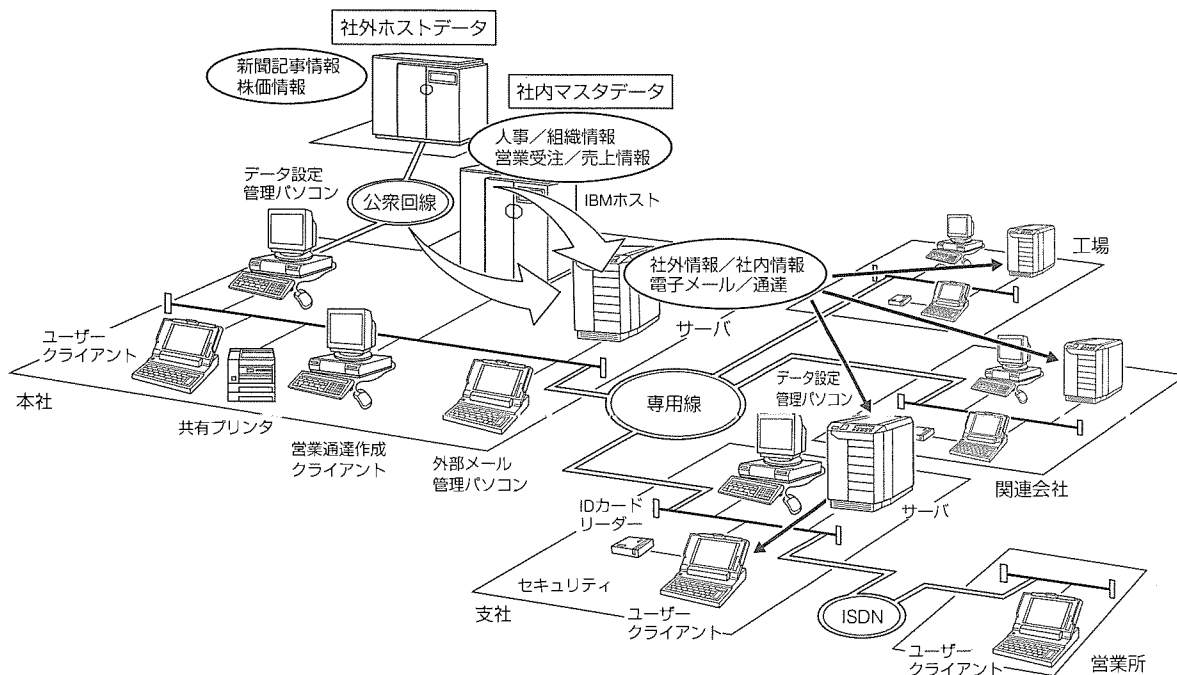 社外ホストデータ
新聞記事情報
株価情報
社内マスタデータ
人事／組織情報
営業受注／売上情報
データ設定
管理パソコン
公衆回線
IBMホスト
社外情報／社内情報
電子メール／通達
工場
サーバ
ユーザー
クライアント
本社
共有プリンタ
営業通達作成
クライアント
外部メール
管理パソコン
専用線
データ設定
管理パソコン
関連会社
IDカード
リーダー
サーバ
セキュリティ
支社
ユーザー
クライアント
ISDN
ユーザー
クライアント
営業所